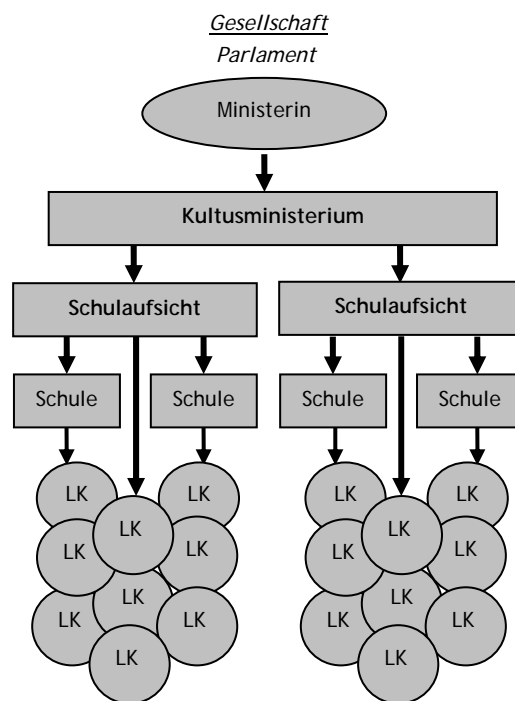 Gesellschaft
Parlament
Ministerin
Kultusministerium
Schulaufsicht Schulaufsicht
Schule Schule Schule Schule
LK LK LK LK
LK LK
LK LK LK LK
LK LK
LK LK LK LK
LK LK